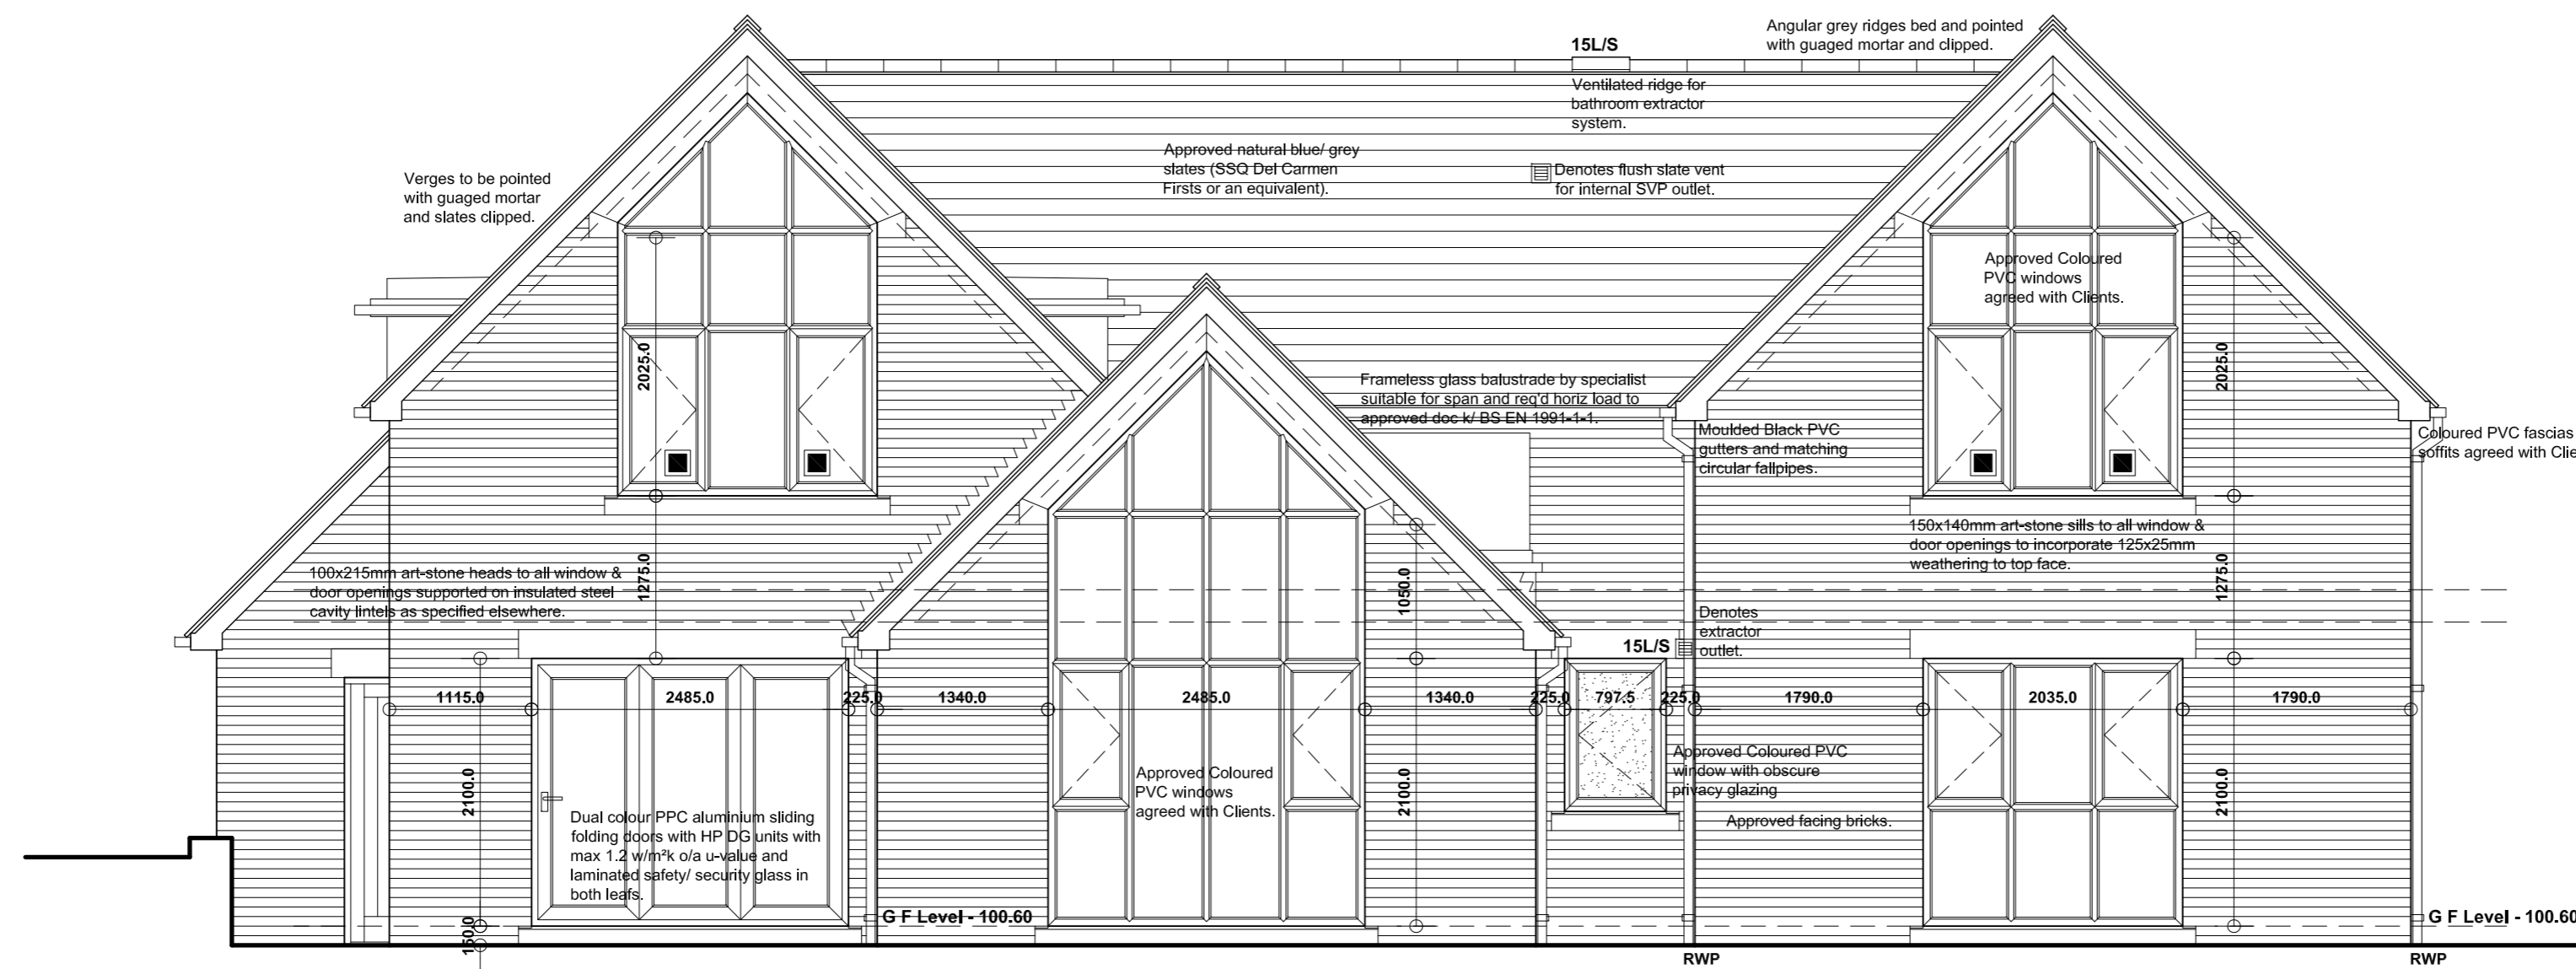 Angular grey ridges bed and pointed
with guaged mortar and clipped.
15L/S
Ventilated ridge for
bathroom extractor
system.
Approved natural blue/ grey
slates (SSQ Del Carmen
Firsts or an equivalent).
Denotes flush slate vent
for internal SVP outlet.
Verges to be pointed
with guaged mortar
and slates clipped.
Approved Coloured
PVC windows
agreed with Clients.
2025.0
2025.0
Frameless glass balustrade by specialist
suitable for span and req'd horiz load to
approved doc k/ BS EN 1991-1-1.
Moulded Black PVC
gutters and matching
circular fallpipes.
Coloured PVC fascias
soffits agreed with Clie
150x140mm art-stone sills to all window &
door openings to incorporate 125x25mm
weathering to top face.
100x215mm art-stone heads to all window &
door openings supported on insulated steel
cavity lintels as specified elsewhere.
1275.0
1050.0
1275.0
Denotes
extractor
outlet.
15L/S
1115.0
2485.0
225.0
1340.0
2485.0
1340.0
225.0
797.5
225.0
1790.0
2035.0
1790.0
2100.0
2100.0
2100.0
Approved Coloured PVC
window with obscure
privacy glazing
Approved Coloured
PVC windows
agreed with Clients.
Approved facing bricks.
Dual colour PPC aluminium sliding
folding doors with HP DG units with
max 1.2 w/m²k o/a u-value and
laminated safety/ security glass in
both leafs.
G F Level - 100.60
G F Level - 100.60
150.0
RWP
RWP